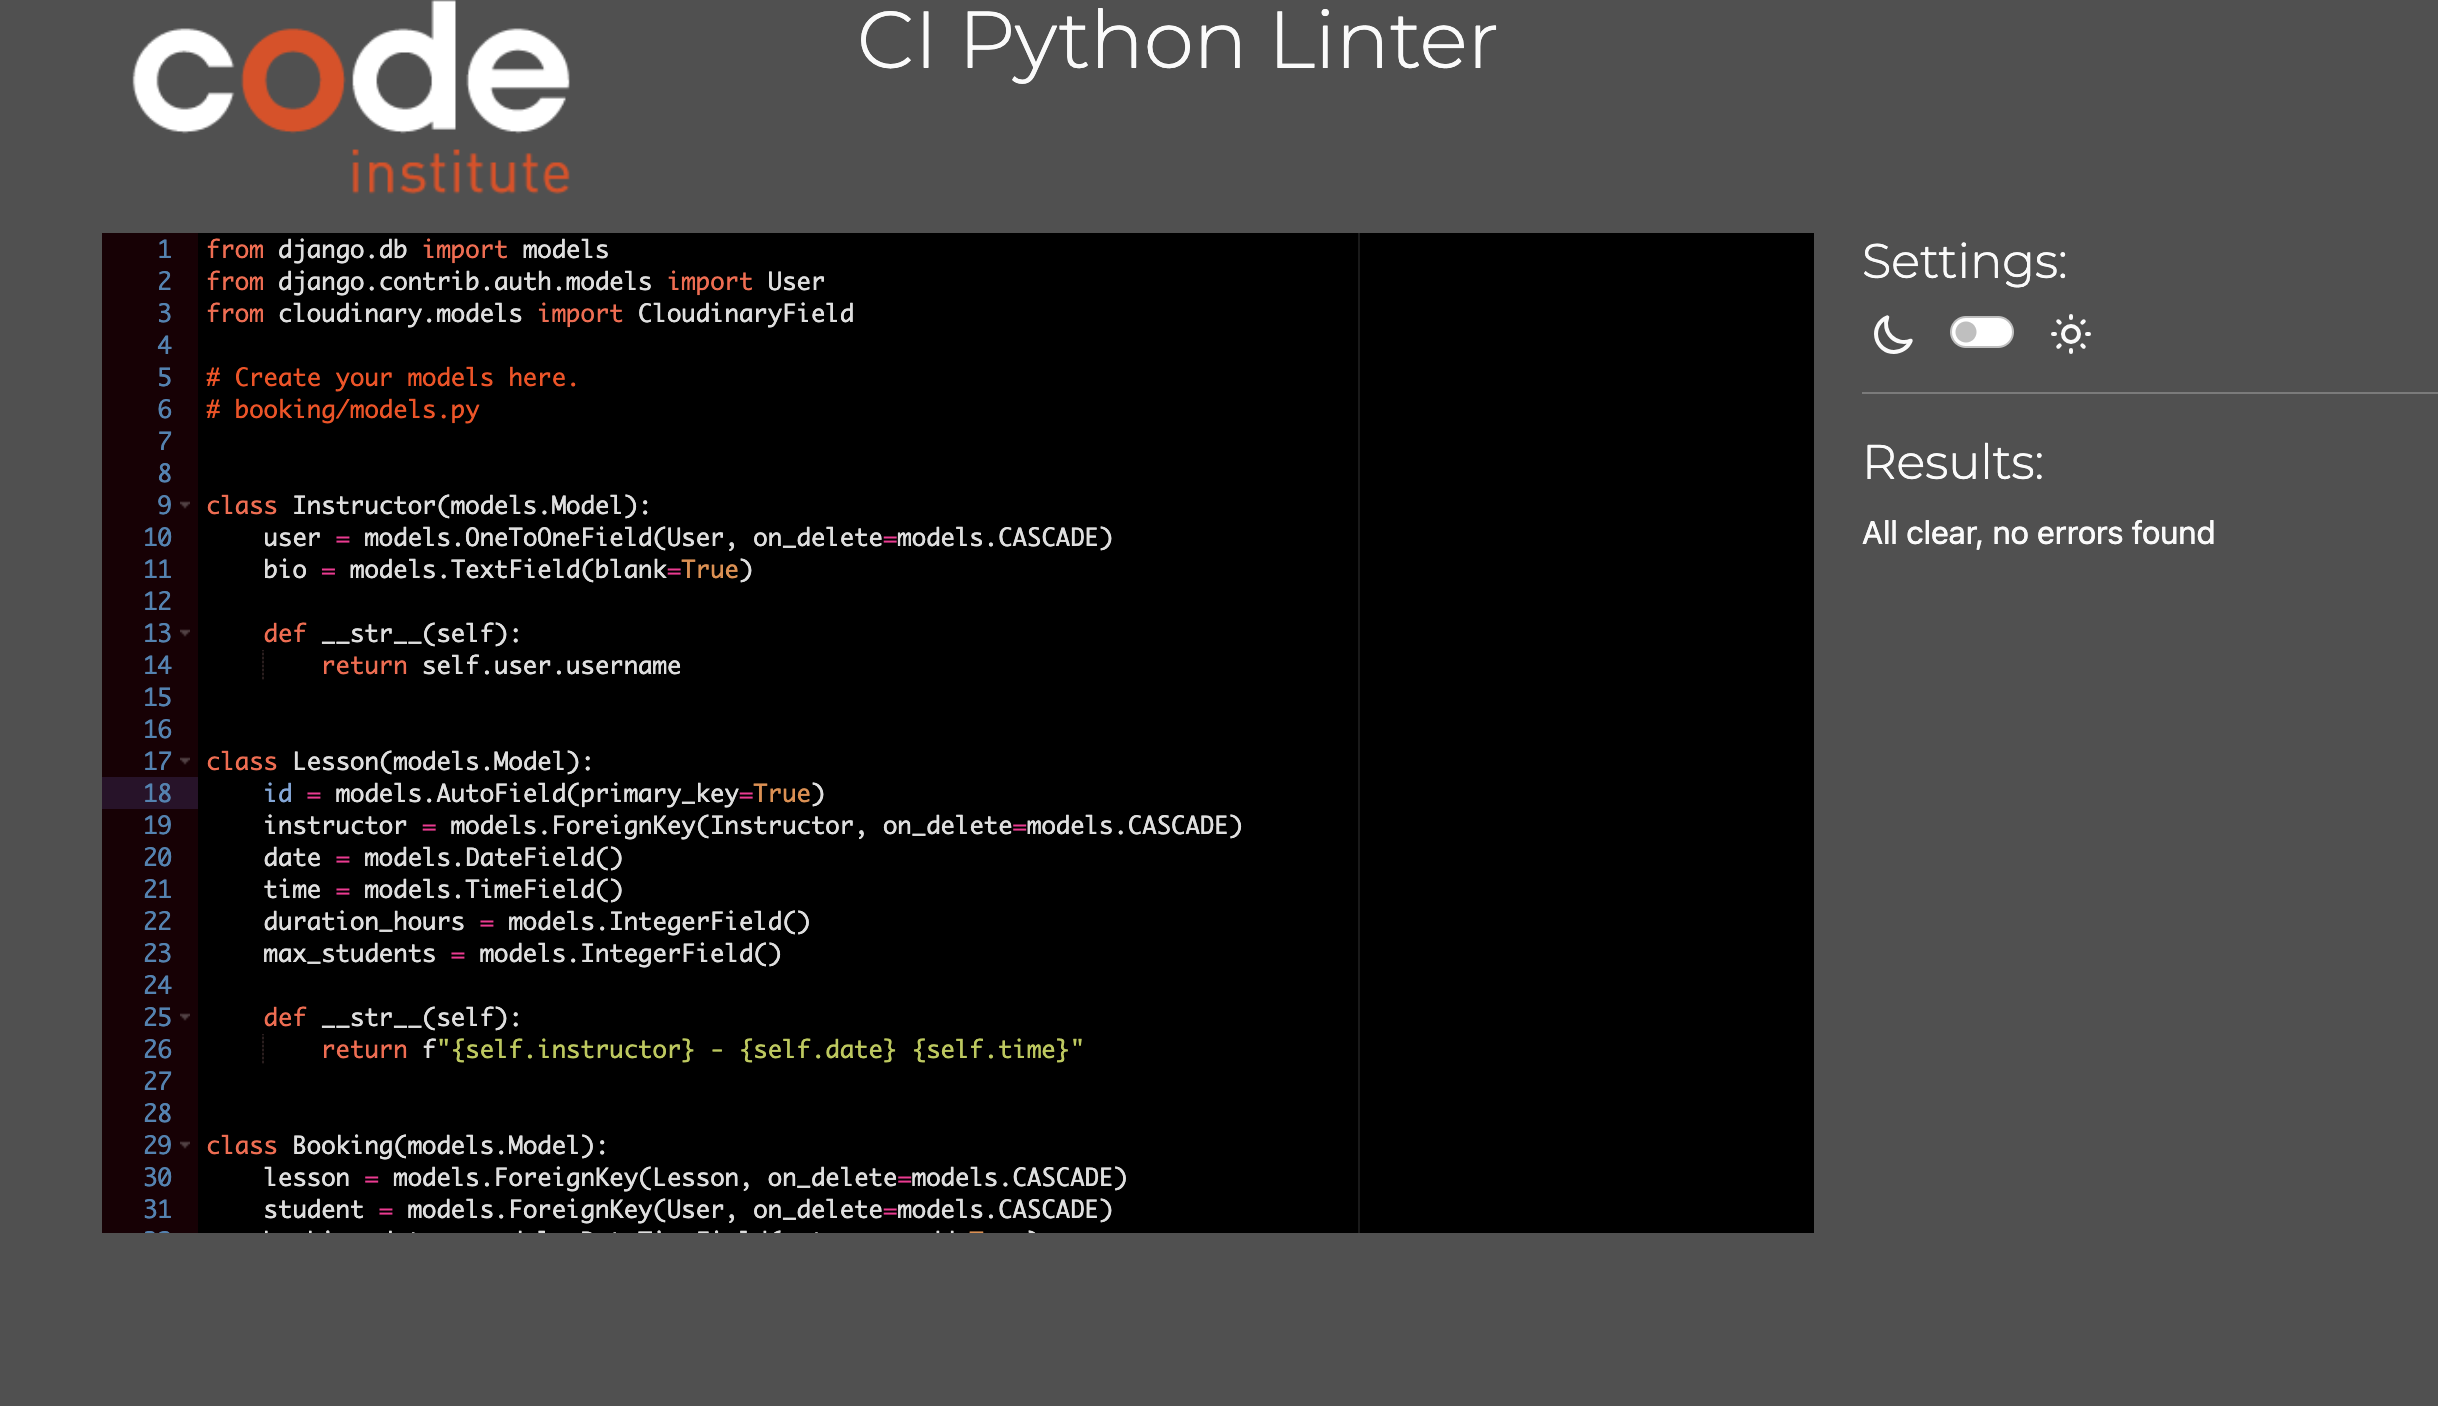 code
institute
CI Python Linter
1 from django.db import models
2 from django.contrib.auth.models import User
3 from cloudinary.models import CloudinaryField
4
5 # Create your models here.
6 # booking/models.py
7
8
9 class Instructor(models.Model):
10     user = models.OneToOneField(User, on_delete=models.CASCADE)
11     bio = models.TextField(blank=True)
12
13     def __str__(self):
14         return self.user.username
15
16
17 class Lesson(models.Model):
18     id = models.AutoField(primary_key=True)
19     instructor = models.ForeignKey(Instructor, on_delete=models.CASCADE)
20     date = models.DateField()
21     time = models.TimeField()
22     duration_hours = models.IntegerField()
23     max_students = models.IntegerField()
24
25     def __str__(self):
26         return f"{self.instructor} - {self.date} {self.time}"
27
28
29 class Booking(models.Model):
30     lesson = models.ForeignKey(Lesson, on_delete=models.CASCADE)
31     student = models.ForeignKey(User, on_delete=models.CASCADE)
Settings:
Results:
All clear, no errors found